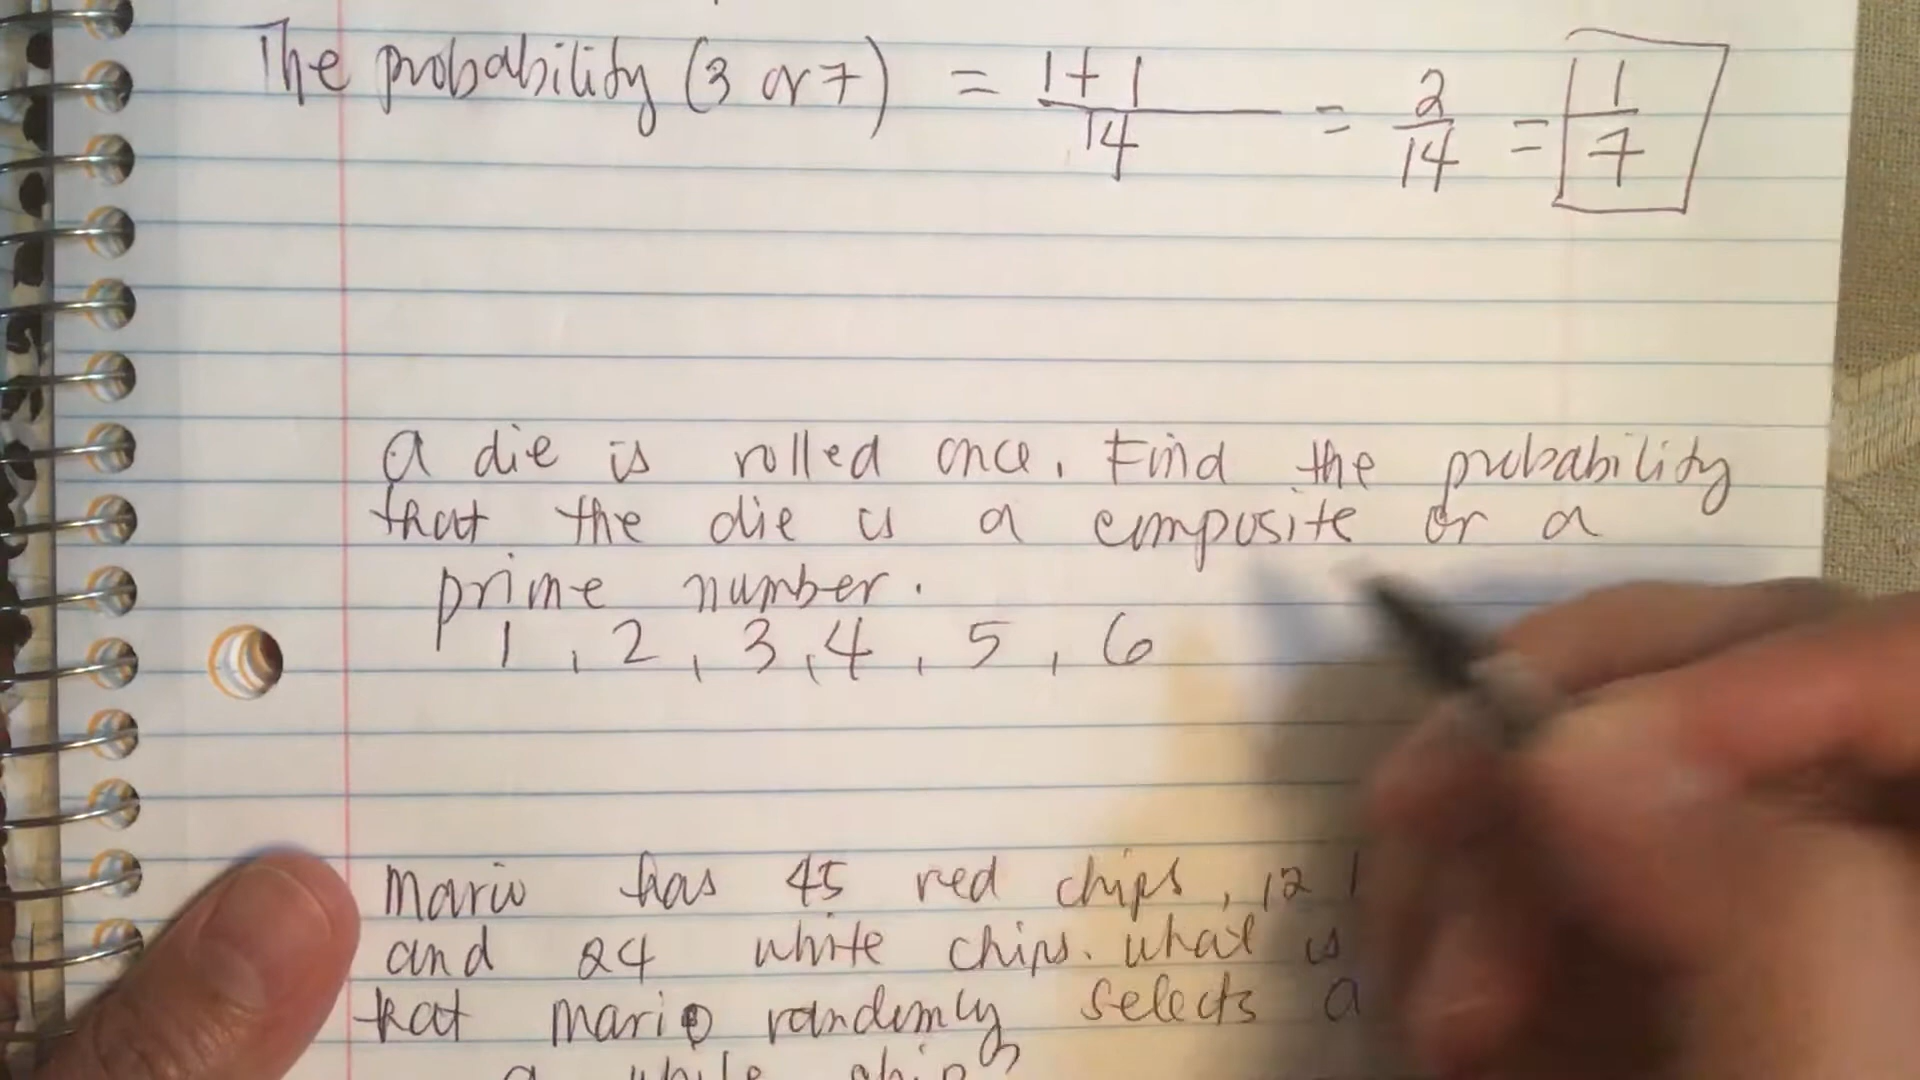 The probability (3 or 7) = 1+1/14 = 2/14 = 1/7
a die is rolled once. Find the probability
that the die is a composite or a
prime number.
1, 2, 3, 4, 5, 6
Mario has 45 red chips, 12
and 24 white chips. What is
that Mario randomly selects a
a white chip